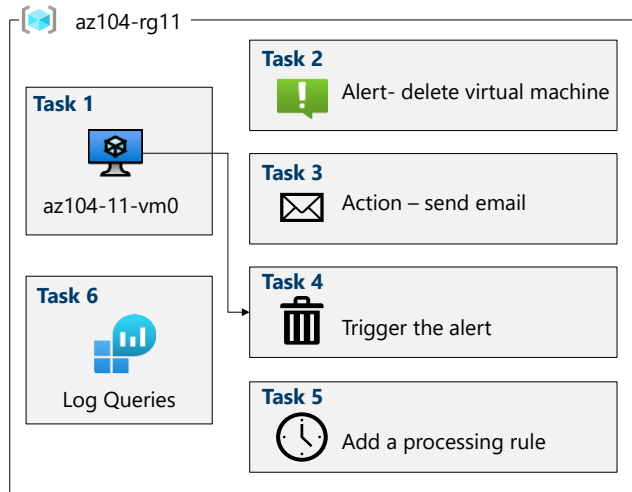 az104-rg11
Task 1
az104-11-vm0
Task 2
Alert- delete virtual machine
Task 3
Action – send email
Task 4
Trigger the alert
Task 5
Add a processing rule
Task 6
Log Queries